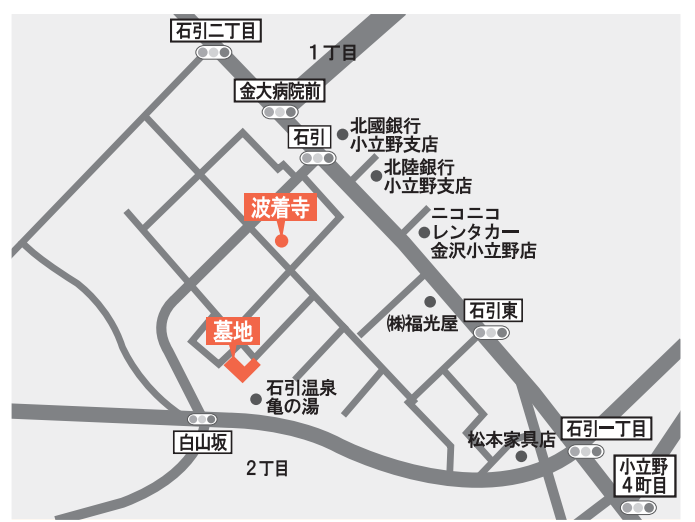 石引二丁目
1丁目
金大病院前
石引
北國銀行
小立野支店
北陸銀行
小立野支店
波着寺
ニコニコ
レンタカー
金沢小立野店
㈱福光屋
石引東
墓地
石引温泉
亀の湯
石引一丁目
松本家具店
白山坂
2丁目
小立野
4町目